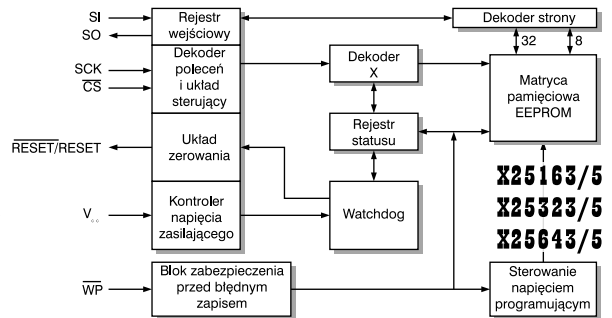 SI
SO
SCK
CS
RESET/RESET
V
WP
Rejestr
wejściowy
Dekoder
poleceń
i układ
sterujący
Układ
zerowania
Kontroler
napięcia
zasilającego
Blok zabezpieczenia
przed błędnym
zapisem
Dekoder
X
Rejestr
statusu
Watchdog
Dekoder strony
32
8
Matryca
pamięciowa
EEPROM
X25163/5
X25323/5
X25643/5
Sterowanie
napięciem
programującym